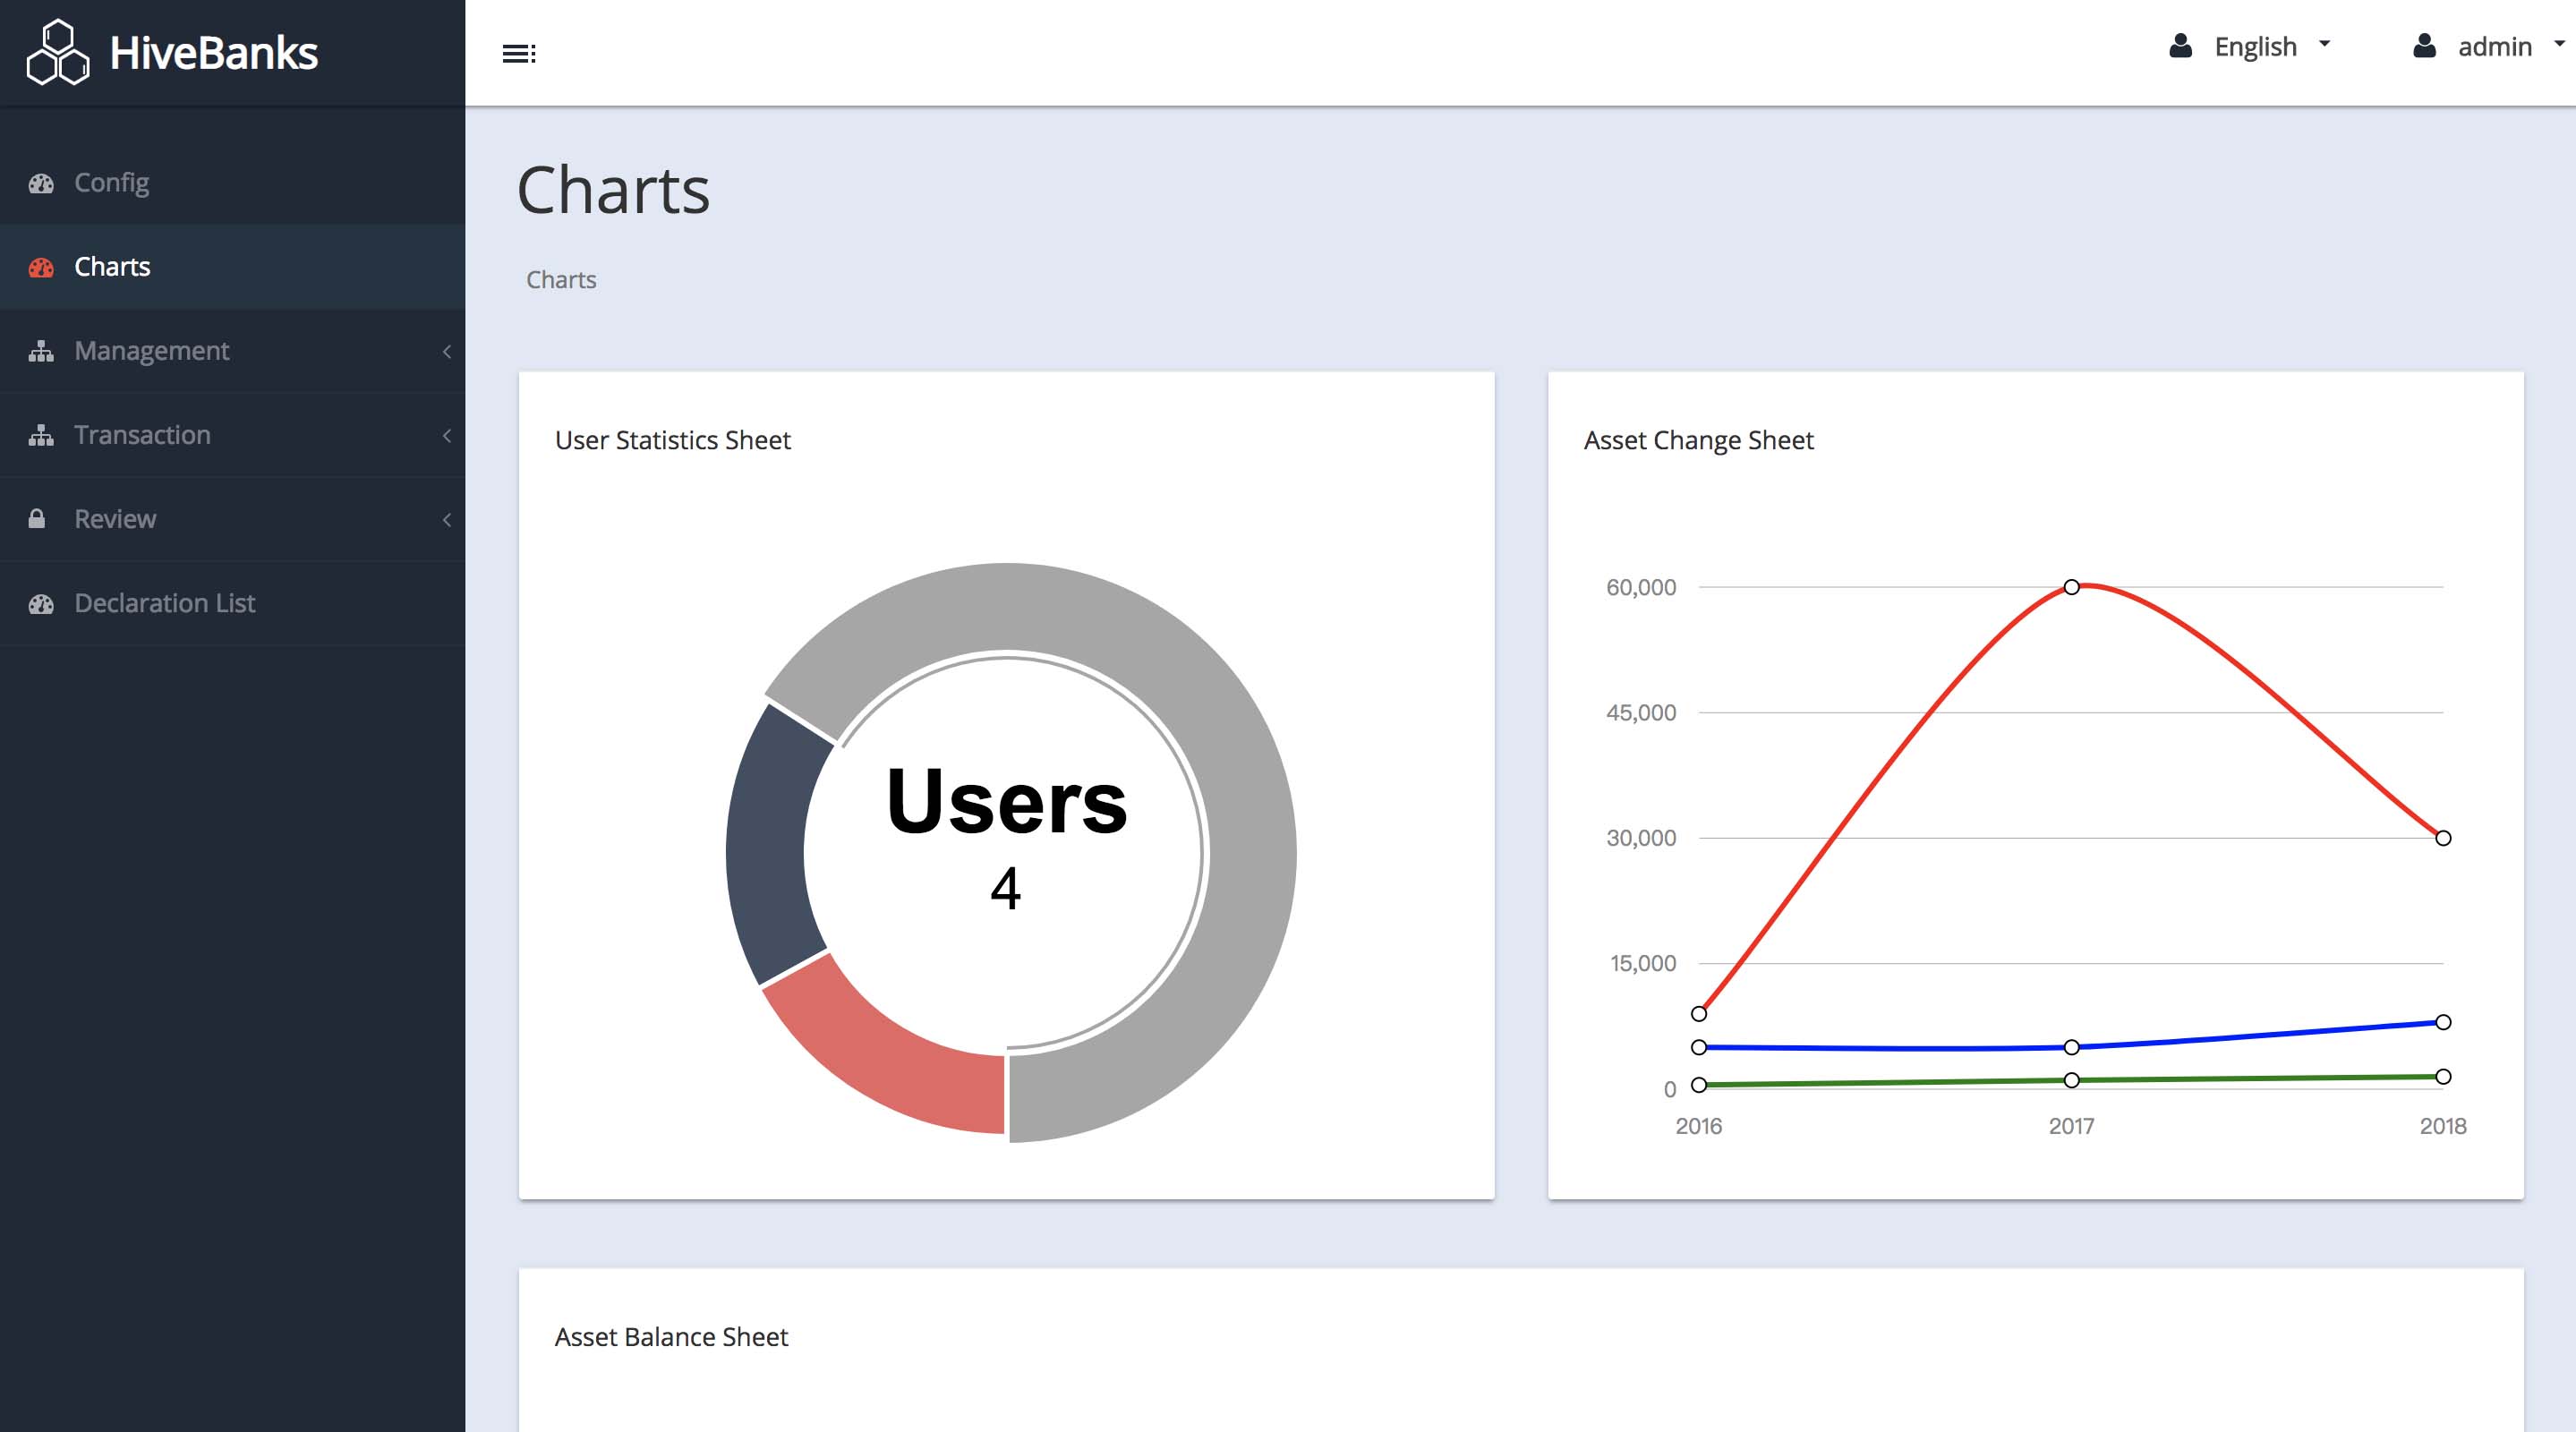 HiveBanks
English
admin
Config
Charts
Management
Transaction
Review
Declaration List
Charts
Charts
User Statistics Sheet
Users
4
Asset Change Sheet
60,000
45,000
30,000
15,000
0
2016 2017 2018
Asset Balance Sheet